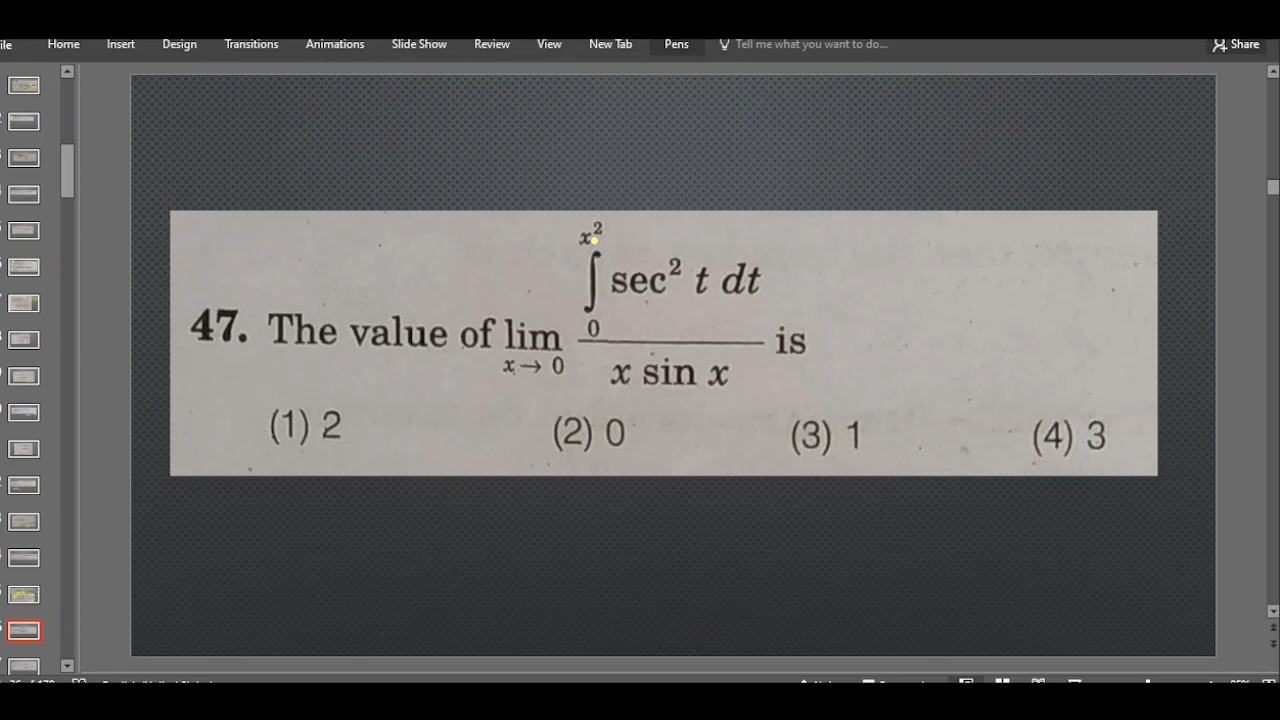 File Home Insert Design Transitions Animations Slide Show Review View New Tab Pens Tell me what you want to do... Share
x²
∫ sec² t dt
0
47. The value of lim x→0 ―――― is
x sin x
(1) 2 (2) 0 (3) 1 (4) 3